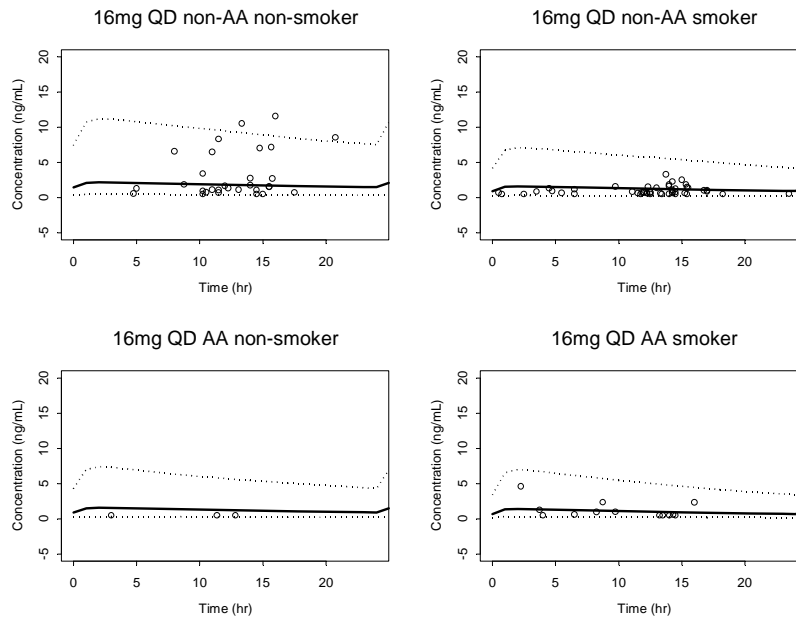 16mg QD non-AA non-smoker
Concentration (ng/mL)
20
15
10
5
0
-5
0 5 10 15 20
Time (hr)
16mg QD non-AA smoker
Concentration (ng/mL)
20
15
10
5
0
-5
0 5 10 15 20
Time (hr)
16mg QD AA non-smoker
Concentration (ng/mL)
20
15
10
5
0
-5
0 5 10 15 20
Time (hr)
16mg QD AA smoker
Concentration (ng/mL)
20
15
10
5
0
-5
0 5 10 15 20
Time (hr)